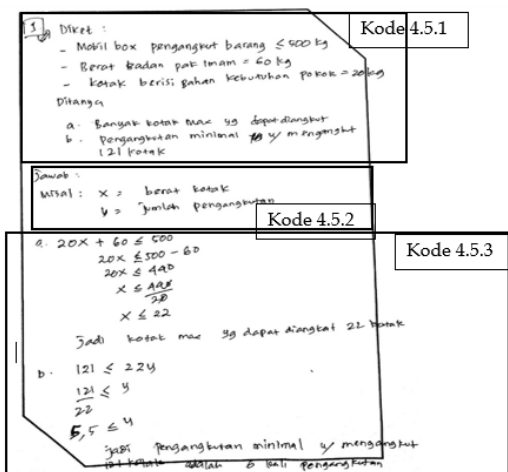 1 Diket :
Kode 4.5.1
- Mobil box pengangkut barang ≤ 500 kg
- Berat Badan pak Imam = 60 kg
- kotak berisi bahan kebutuhan pokok = 20 kg
Ditanya
a. Banyak kotak max yg dapat diangkut
b. pengangkutan minimal u/ mengangkut
121 kotak
Jawab :
Misal : x = berat kotak
y = jumlah pengangkutan
Kode 4.5.2
Kode 4.5.3
a. 20x + 60 ≤ 500
20x ≤ 500 - 60
20x ≤ 440
x ≤ 440/20
x ≤ 22
Jadi kotak max yg dapat diangkat 22 kotak
b. 121 ≤ 22y
121/22 ≤ y
5,5 ≤ y
Jadi pengangkutan minimal u/ mengangkut
121 kotak adalah 6 kali pengangkutan